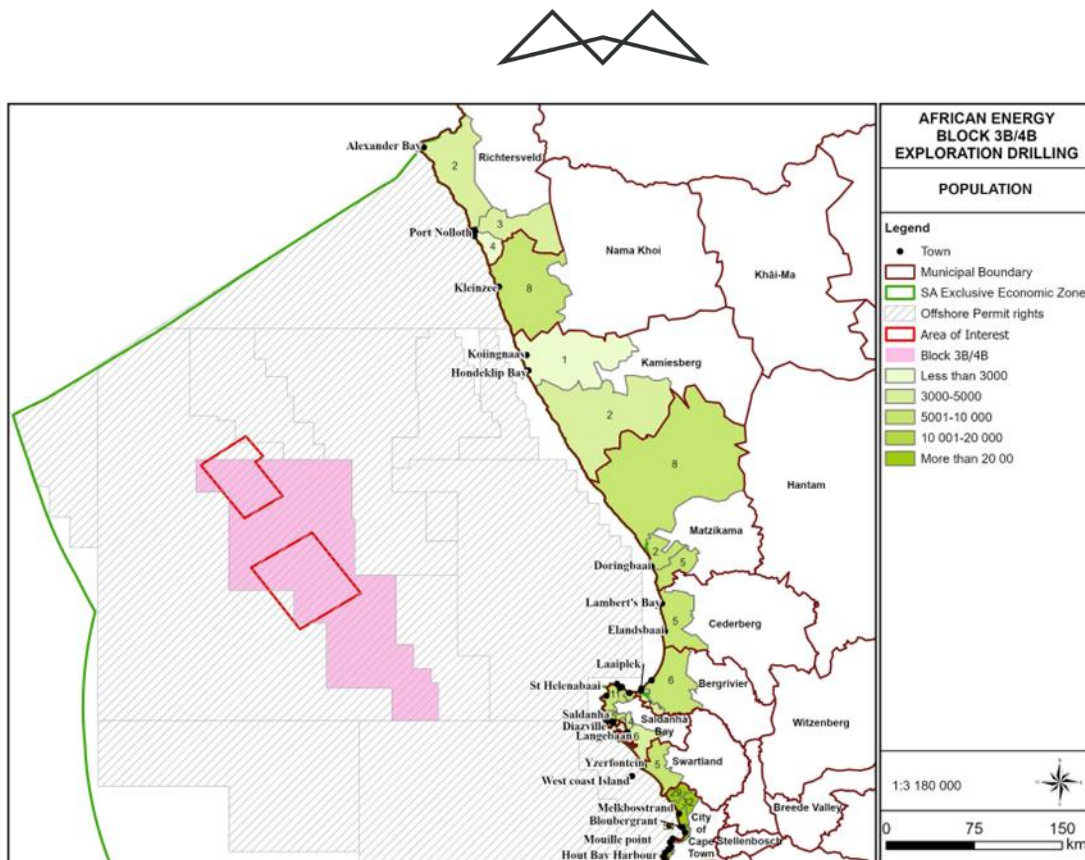 Alexander Bay
Richtersveld
2
3
Port Nolloth
4
Nama Khoi
Khâi-Ma
Kleinzee
8
Koiingnaas
1
Kamiesberg
Hondeklip Bay
2
8
Hantam
Matzikama
2
Doringbaai
5
Lambert's Bay
5
Cederberg
Elandsbaai
Laaiplek
6
Bergrivier
St Helenabaai
Saldanha
Saldanha
Bay
Diazville
Langebaan
6
Witzenberg
Swartland
Yzerfontein
5
West coast Island
Melkbosstrand
Bloubergrant
City
of
Cape
Town
Breede Valley
Mouille point
Stellenbosch
Hout Bay Harbour
AFRICAN ENERGY
BLOCK 3B/4B
EXPLORATION DRILLING
POPULATION
Legend
Town
Municipal Boundary
SA Exclusive Economic Zone
Offshore Permit rights
Area of Interest
Block 3B/4B
Less than 3000
3000-5000
5001-10 000
10 001-20 000
More than 20 00
1:3 180 000
0 75 150
km